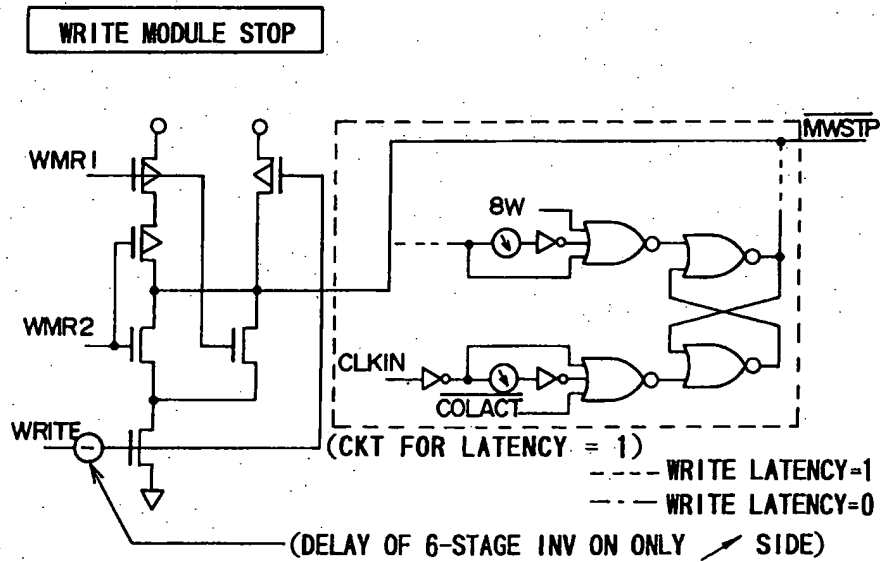 WRITE MODULE STOP
MWSTP
WMR1
8W
WMR2
CLKIN
COLACT
WRITE
(CKT FOR LATENCY = 1)
WRITE LATENCY=1
WRITE LATENCY=0
(DELAY OF 6-STAGE INV ON ONLY ↗ SIDE)